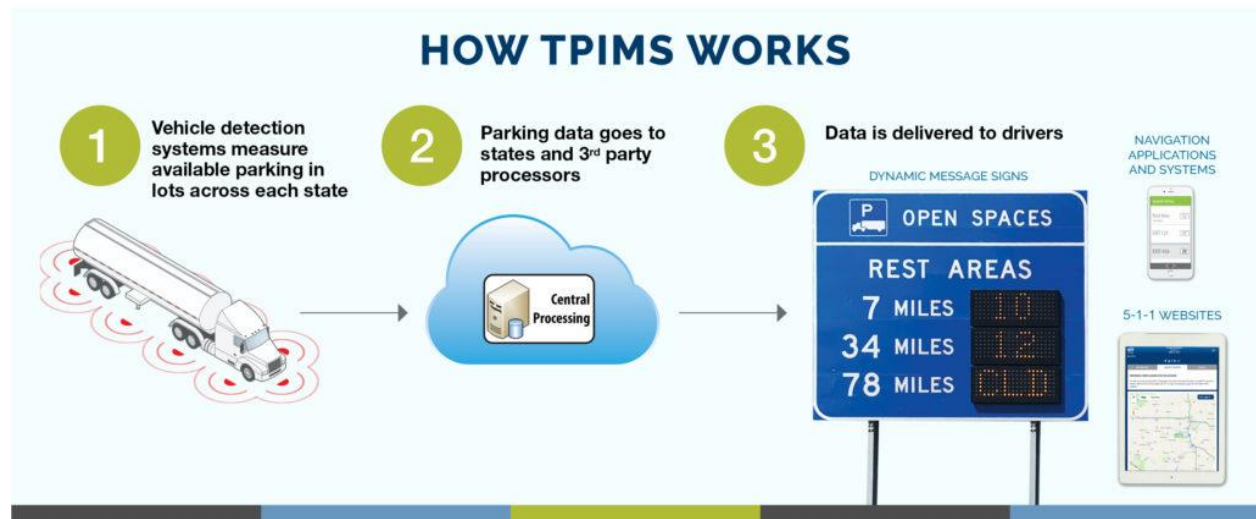 HOW TPIMS WORKS
1
Vehicle detection
systems measure
available parking in
lots across each state
2
Parking data goes to
states and 3rd party
processors
Central
Processing
3
Data is delivered to drivers
DYNAMIC MESSAGE SIGNS
P
OPEN SPACES
REST AREAS
7 MILES 10
34 MILES 12
78 MILES CLD
NAVIGATION
APPLICATIONS
AND SYSTEMS
5-1-1 WEBSITES